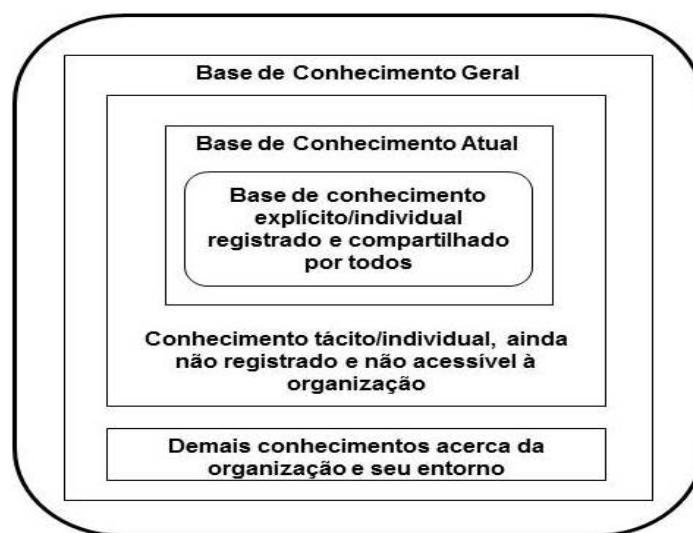 Base de Conhecimento Geral
Base de Conhecimento Atual
Base de conhecimento
explícito/individual
registrado e compartilhado
por todos
Conhecimento tácito/individual, ainda
não registrado e não acessível à
organização
Demais conhecimentos acerca da
organização e seu entorno